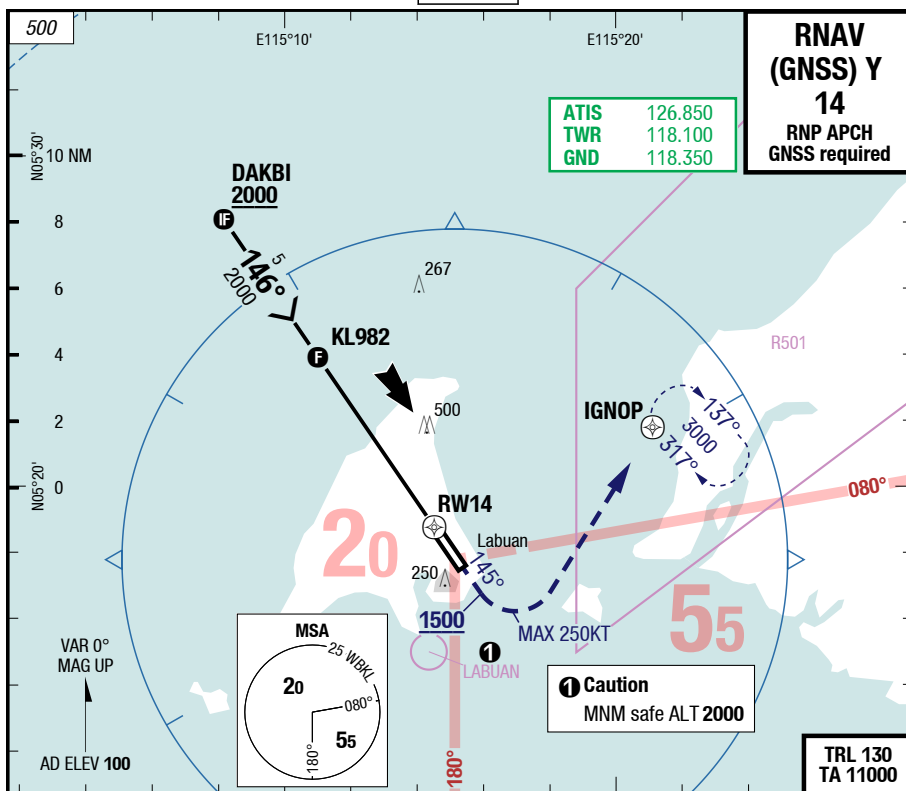 500
E115°10'
E115°20'
RNAV
(GNSS) Y
14
RNP APCH
GNSS required
ATIS 126.850
TWR 118.100
GND 118.350
N05°30'
10 NM
8
6
4
2
0
N05°20'
DAKBI
2000
IF
5
146°
2000
267
F
KL982
R501
500
IGNOP
137°
3000
317°
RW14
080°
Labuan
20
250
145°
1500
MAX 250KT
55
LABUAN
1
VAR 0°
MAG UP
AD ELEV 100
MSA
25 WBKL
20
080°
55
180°
180°
1 Caution
MNM safe ALT 2000
TRL 130
TA 11000